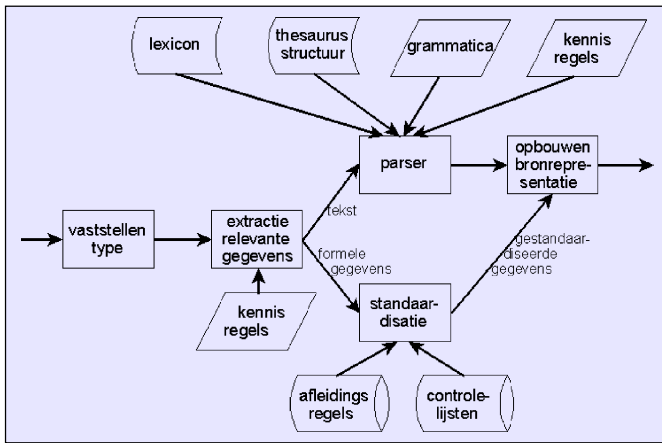 lexicon
thesaurus
structuur
grammatica
kennis
regels
parser
opbouwen
bronrepre-
sentatie
tekst
vaststellen
type
extractie
relevante
gegevens
formele
gegevens
gestandaar-
diseerde
gegevens
kennis
regels
standaar-
disatie
afleidings
regels
controle-
lijsten